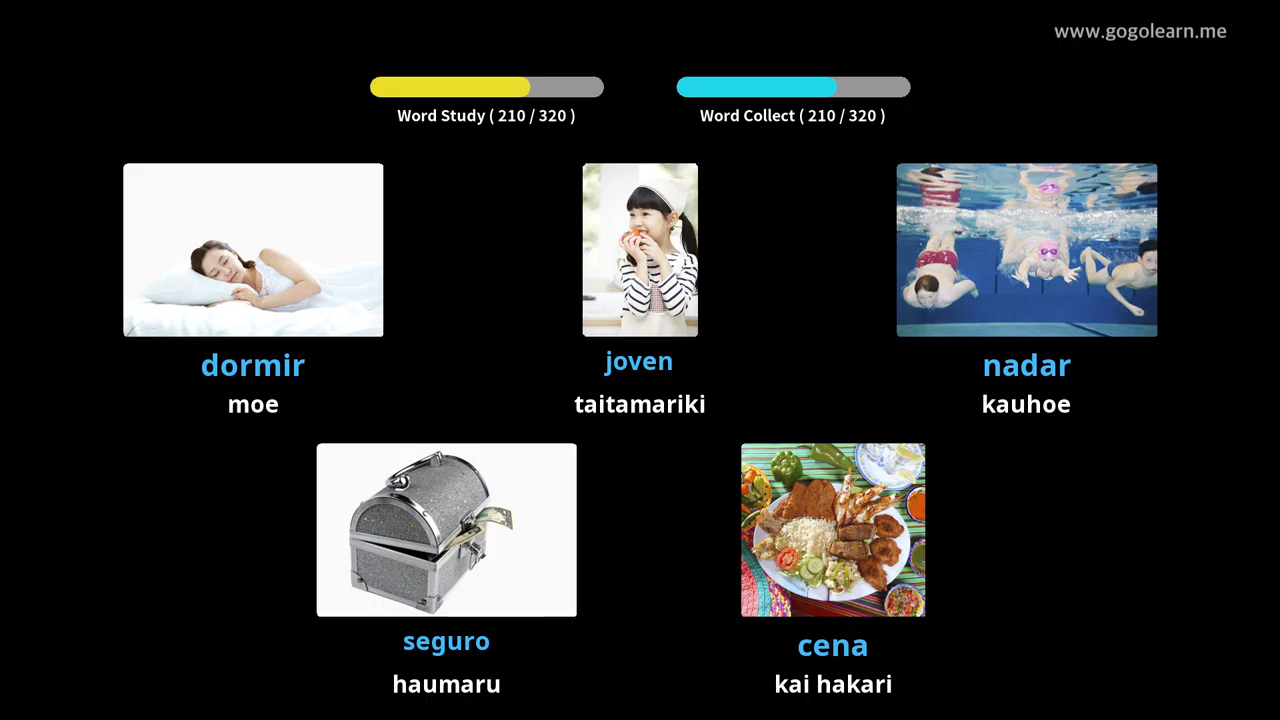 www.gogolearn.me
Word Study ( 210 / 320 )
Word Collect ( 210 / 320 )
dormir
joven
nadar
moe
taitamariki
kauhoe
seguro
cena
haumaru
kai hakari